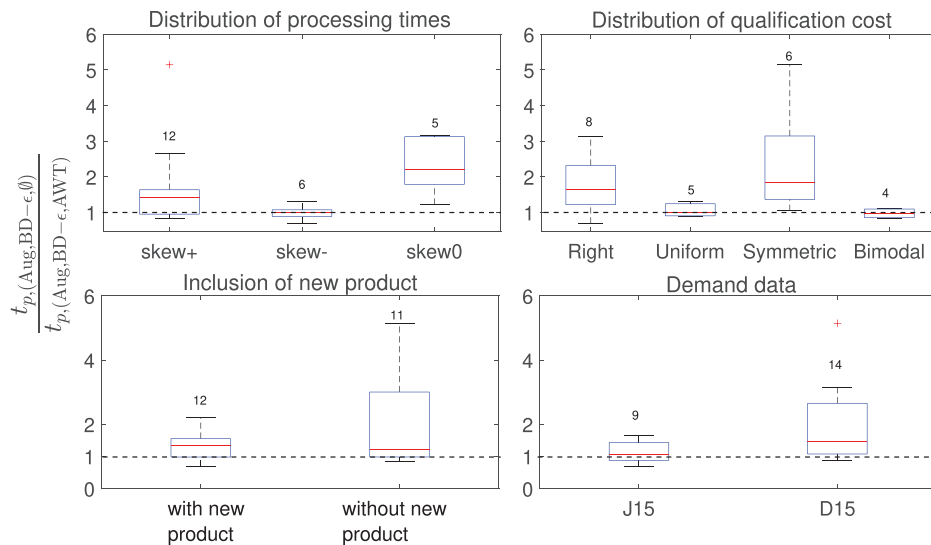 Distribution of processing times
6
5
4
3
2
1
12
6
5
skew+
skew-
skew0
Distribution of qualification cost
6
5
4
3
2
1
8
5
6
4
Right
Uniform
Symmetric
Bimodal
t_{p,(Aug,BD−ϵ,∅)}
t_{p,(Aug,BD−ϵ,AWT)}
Inclusion of new product
6
4
2
1
0
12
11
with new
product
without new
product
Demand data
6
4
2
1
0
9
14
J15
D15